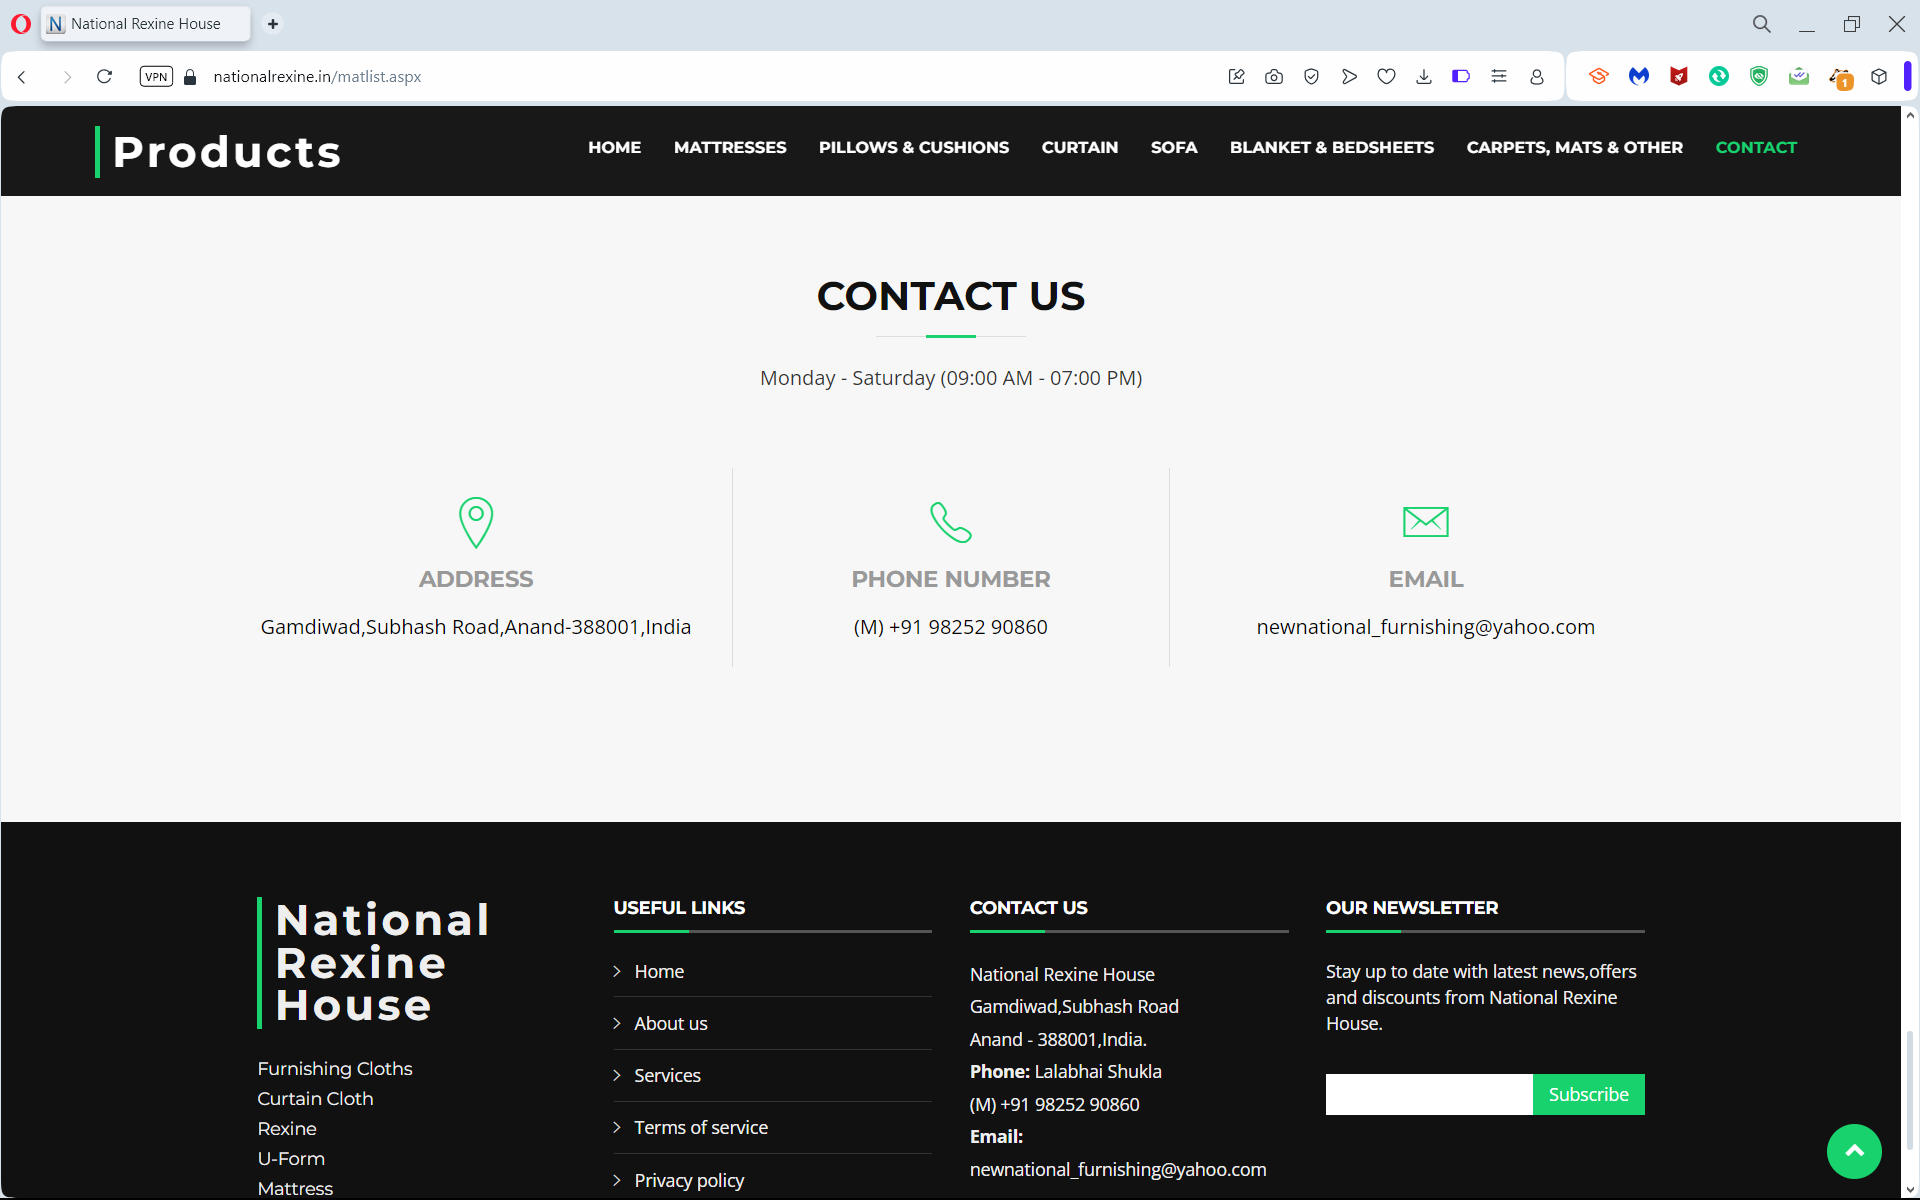 National Rexine House
VPN
nationalrexine.in/matlist.aspx
1
Products
HOME
MATTRESSES
PILLOWS & CUSHIONS
CURTAIN
SOFA
BLANKET & BEDSHEETS
CARPETS, MATS & OTHER
CONTACT
CONTACT US
Monday - Saturday (09:00 AM - 07:00 PM)
ADDRESS
Gamdiwad,Subhash Road,Anand-388001,India
PHONE NUMBER
(M) +91 98252 90860
EMAIL
newnational_furnishing@yahoo.com
National
Rexine
House
Furnishing Cloths
Curtain Cloth
Rexine
U-Form
Mattress
USEFUL LINKS
Home
About us
Services
Terms of service
Privacy policy
CONTACT US
National Rexine House
Gamdiwad,Subhash Road
Anand - 388001,India.
Phone: Lalabhai Shukla
(M) +91 98252 90860
Email:
newnational_furnishing@yahoo.com
OUR NEWSLETTER
Stay up to date with latest news,offers
and discounts from National Rexine
House.
Subscribe